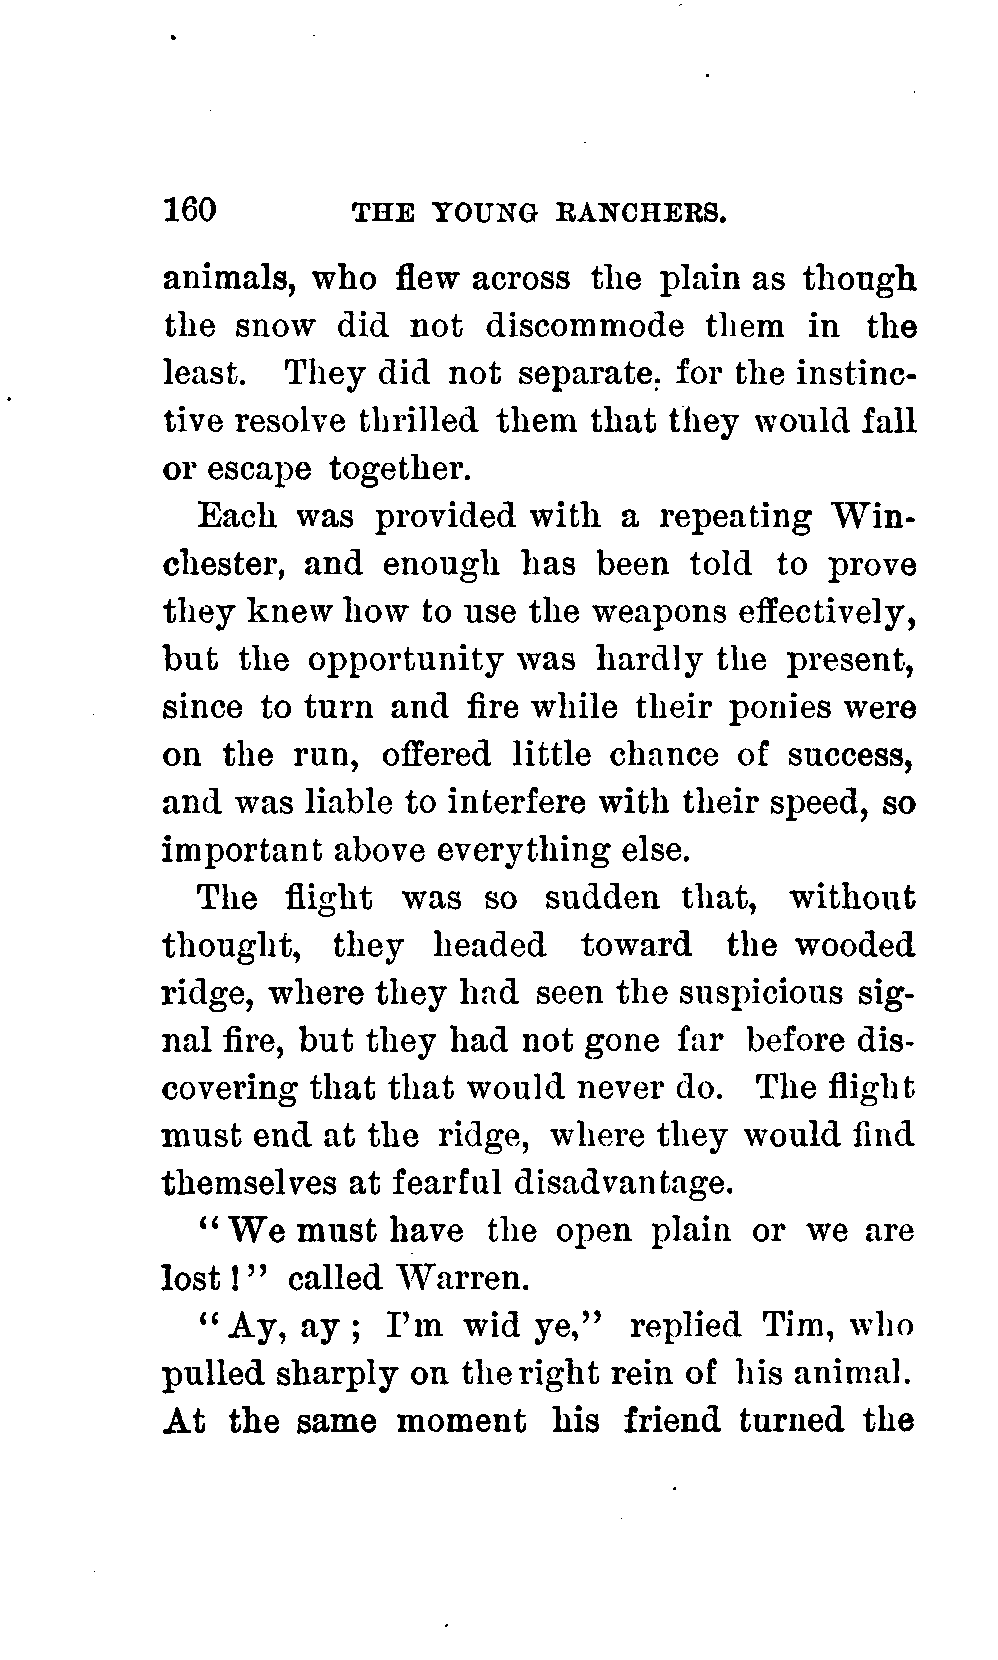 160 THE YOUNG RANCHERS.
animals, who flew across the plain as though
the snow did not discommode them in the
least. They did not separate, for the instinc-
tive resolve thrilled them that they would fall
or escape together.
Each was provided with a repeating Win-
chester, and enough has been told to prove
they knew how to use the weapons effectively,
but the opportunity was hardly the present,
since to turn and fire while their ponies were
on the run, offered little chance of success,
and was liable to interfere with their speed, so
important above everything else.
The flight was so sudden that, without
thought, they headed toward the wooded
ridge, where they had seen the suspicious sig-
nal fire, but they had not gone far before dis-
covering that that would never do. The flight
must end at the ridge, where they would find
themselves at fearful disadvantage.
"We must have the open plain or we are
lost!" called Warren.
"Ay, ay; I'm wid ye," replied Tim, who
pulled sharply on the right rein of his animal.
At the same moment his friend turned the